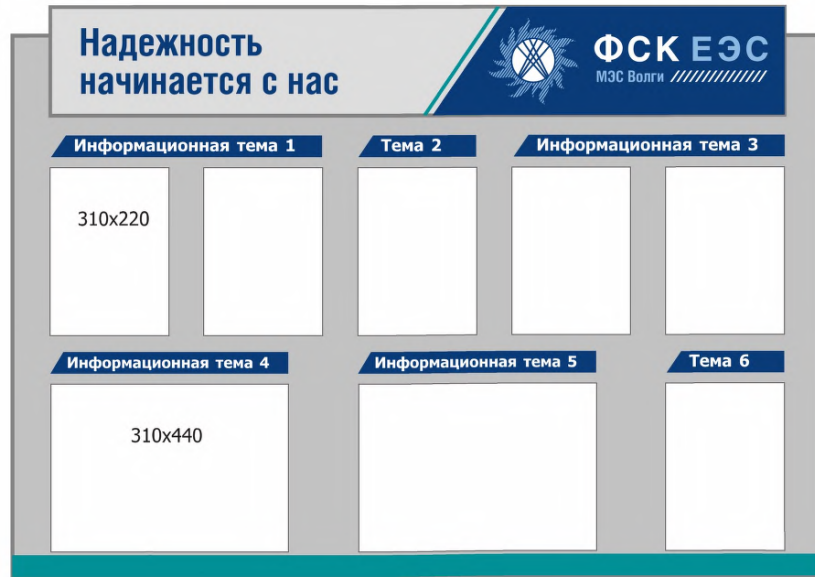 Надежность
начинается с нас
ФСК ЕЭС
МЭС Волги
Информационная тема 1
Тема 2
Информационная тема 3
310x220
Информационная тема 4
Информационная тема 5
Тема 6
310x440